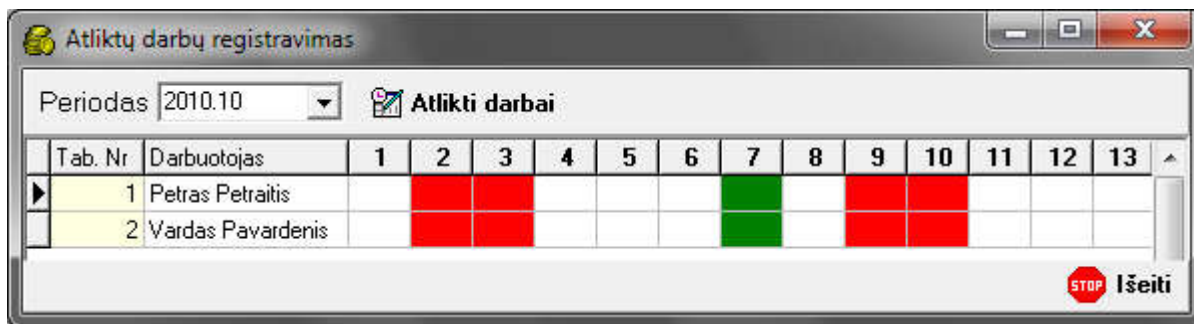 Atliktų darbų registravimas
Periodas 2010.10 Atlikti darbai
Tab. Nr Darbuotojas 1 2 3 4 5 6 7 8 9 10 11 12 13
1 Petras Petraitis
2 Vardas Pavardenis
STOP Išeiti